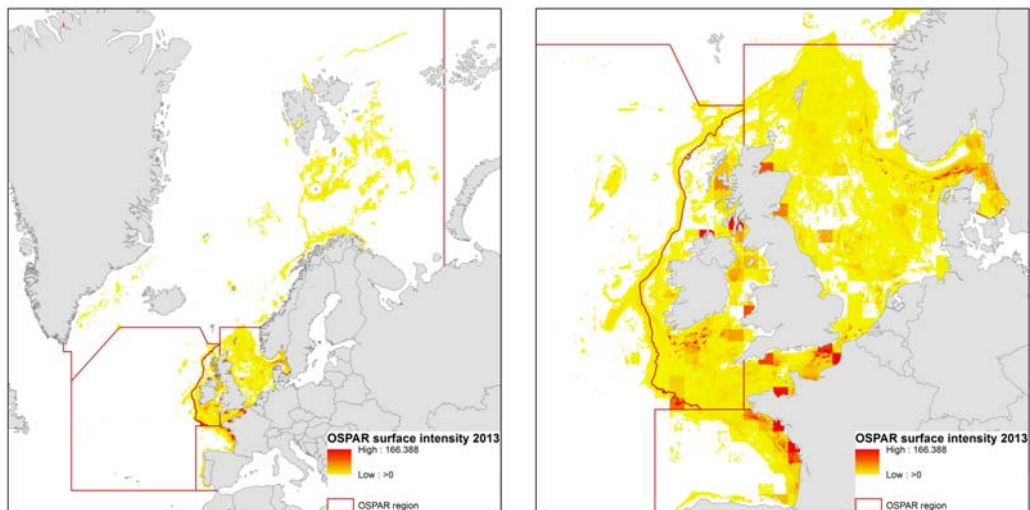 OSPAR surface intensity 2013
High : 166.388
Low : >0
OSPAR region
OSPAR surface intensity 2013
High : 166.388
Low : >0
OSPAR region